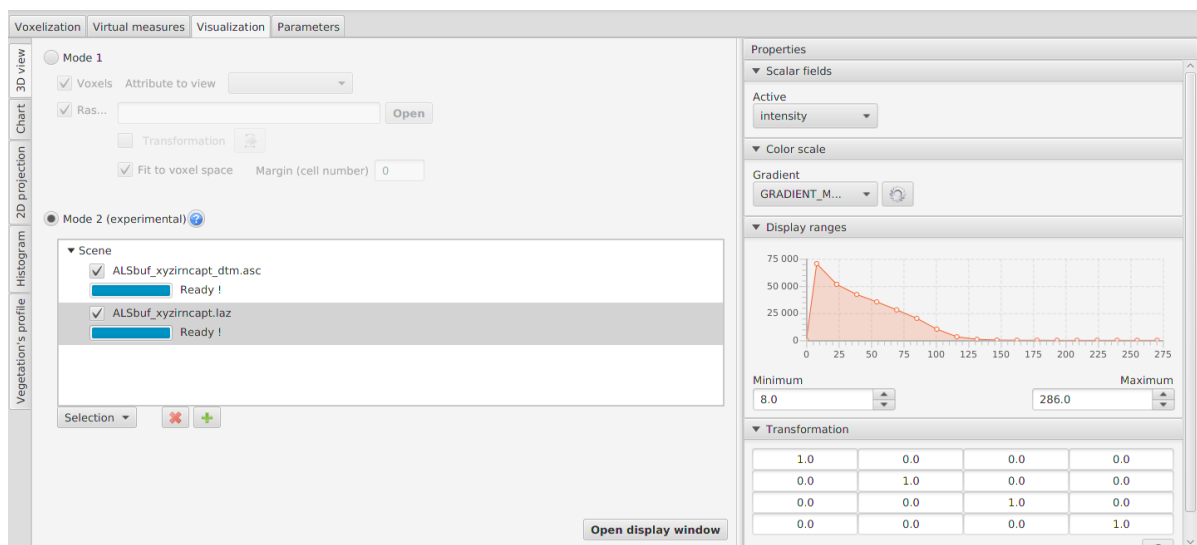 Voxelization Virtual measures Visualization Parameters
3D view
Chart
2D projection
Histogram
Vegetation's profile
Mode 1
Voxels Attribute to view
Ras... Open
Transformation
Fit to voxel space Margin (cell number) 0
Mode 2 (experimental) ?
Scene
ALSbuf_xyzirncapt_dtm.asc
Ready !
ALSbuf_xyzirncapt.laz
Ready !
Selection
Open display window
Properties
Scalar fields
Active
intensity
Color scale
Gradient
GRADIENT_M...
Display ranges
75 000
50 000
25 000
0
0 25 50 75 100 125 150 175 200 225 250 275
Minimum Maximum
8.0 286.0
Transformation
1.0 0.0 0.0 0.0
0.0 1.0 0.0 0.0
0.0 0.0 1.0 0.0
0.0 0.0 0.0 1.0